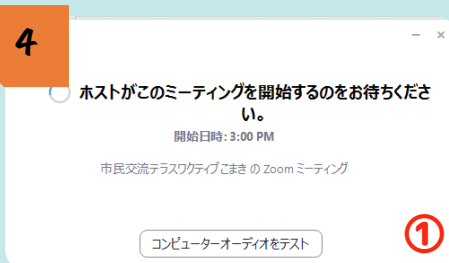 4
ホストがこのミーティングを開始するのをお待ちくださ
い。
開始日時: 3:00 PM
市民交流テラスワクティブこまき の Zoom ミーティング
コンピューターオーディオをテスト
①